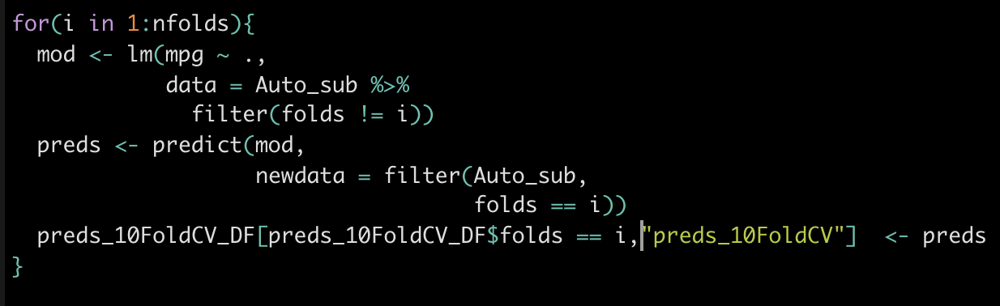 for(i in 1:nfolds){
  mod <- lm(mpg ~ .,
            data = Auto_sub %>%
              filter(folds != i))
  preds <- predict(mod,
                   newdata = filter(Auto_sub,
                                    folds == i))
  preds_10FoldCV_DF[preds_10FoldCV_DF$folds == i,"preds_10FoldCV"]  <- preds
}